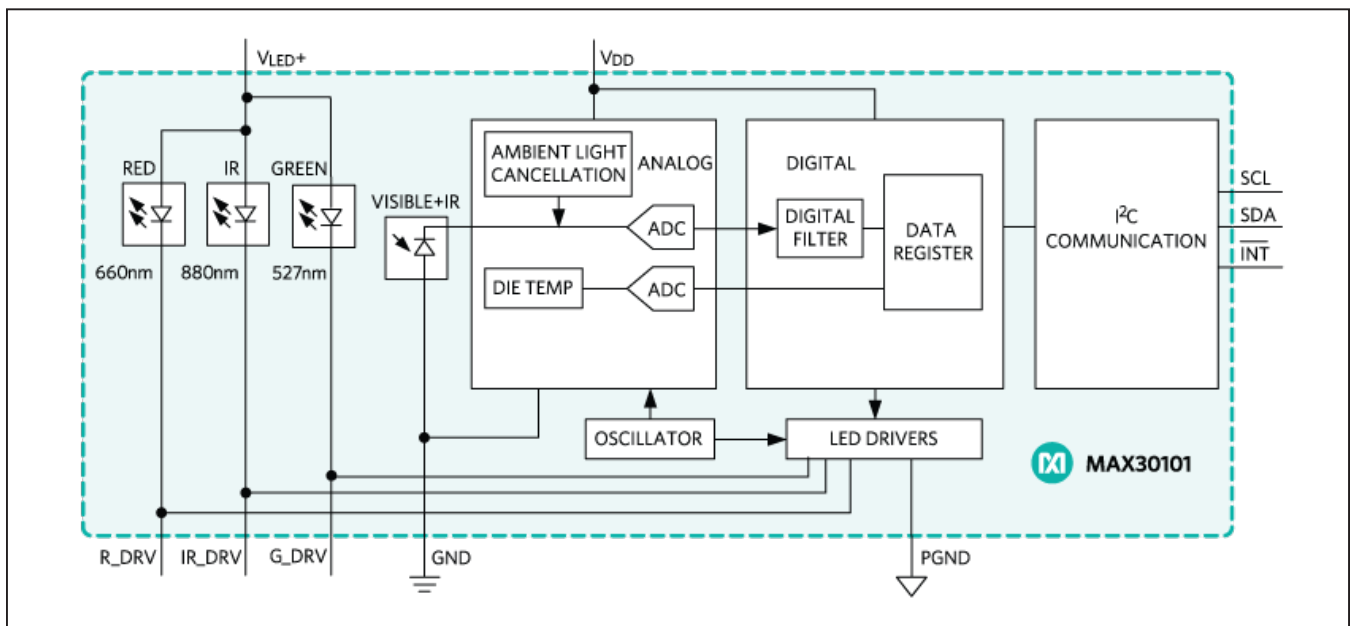 VLED+
VDD
RED
IR
GREEN
660nm
880nm
527nm
VISIBLE+IR
AMBIENT LIGHT
CANCELLATION
ANALOG
ADC
DIE TEMP
ADC
DIGITAL
DIGITAL
FILTER
DATA
REGISTER
I²C
COMMUNICATION
SCL
SDA
INT
OSCILLATOR
LED DRIVERS
MAX30101
R_DRV
IR_DRV
G_DRV
GND
PGND